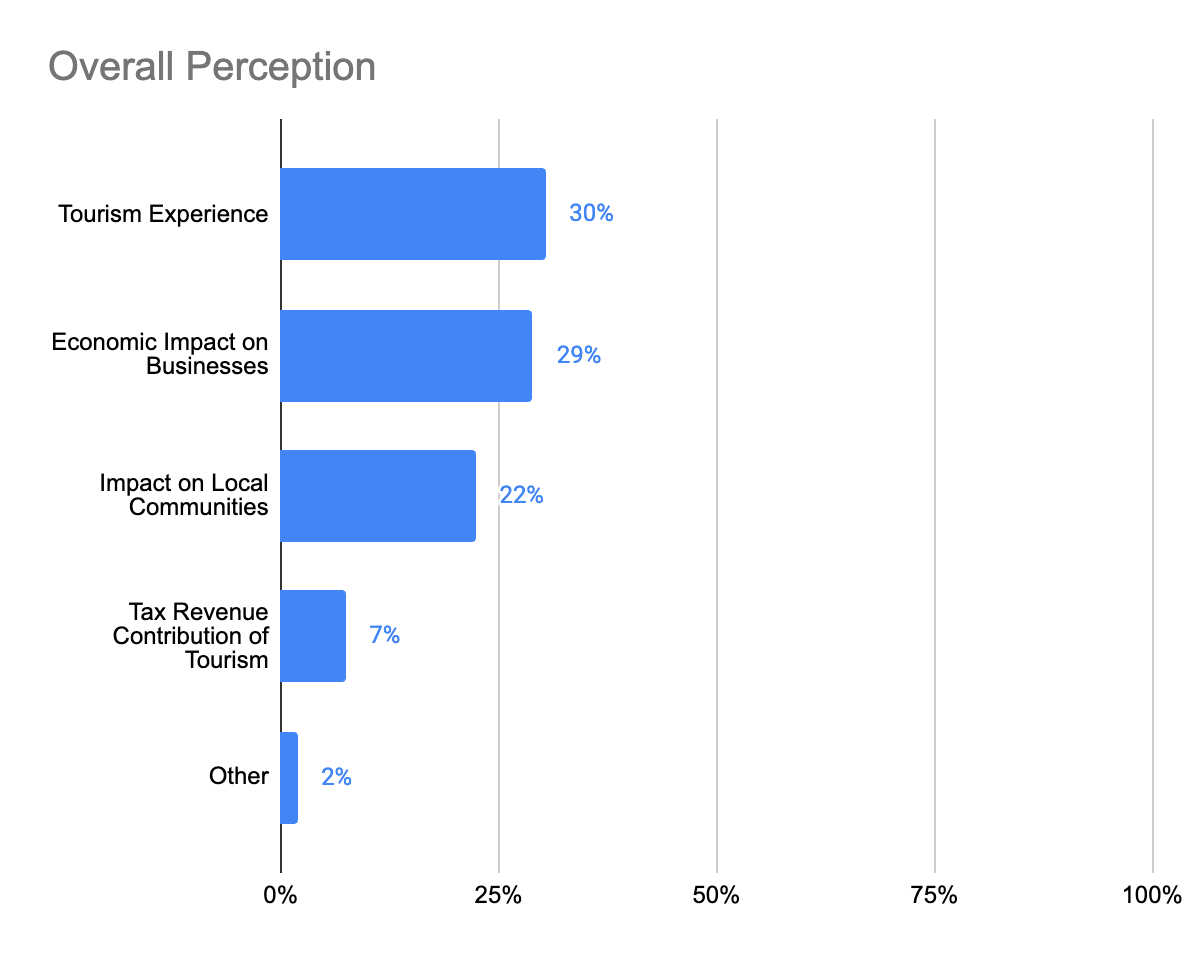 Overall Perception
Tourism Experience
30%
Economic Impact on
Businesses
29%
Impact on Local
Communities
22%
Tax Revenue
Contribution of
Tourism
7%
Other
2%
0%
25%
50%
75%
100%